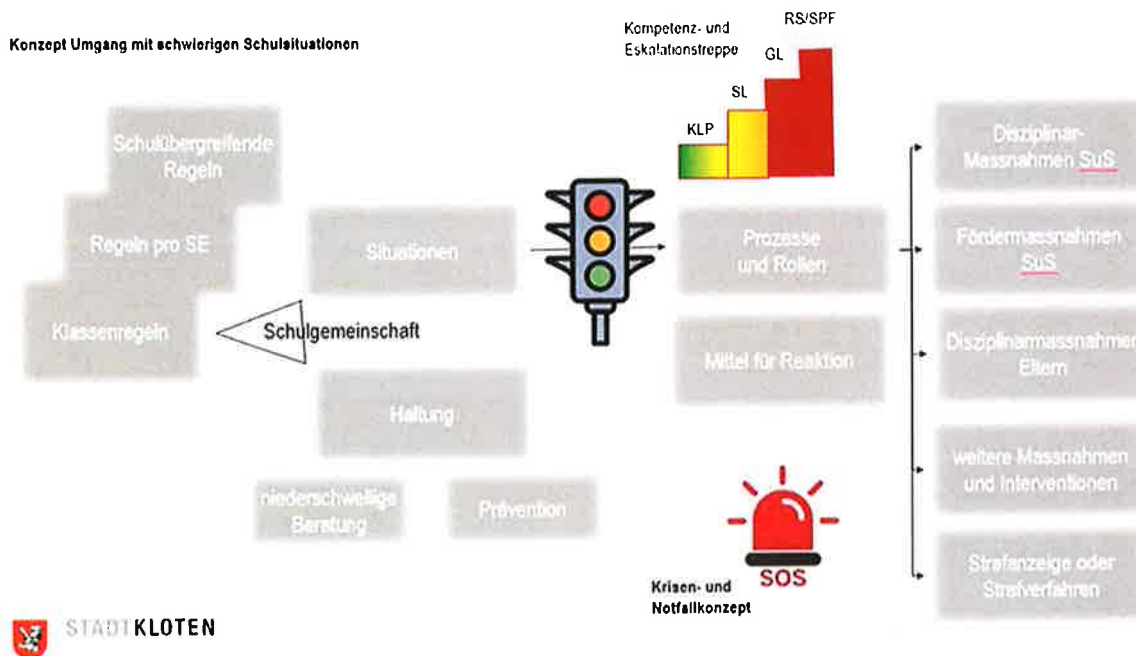 Konzept Umgang mit schwierigen Schulsituationen
Schulübergreifende
Regeln
Regeln pro SE
Klassenregeln
Schulgemeinschaft
Situationen
Haltung
niederschwellige
Beratung
Prävention
Kompetenz- und
Eskalationstreppe
KLP
SL
GL
RS/SPF
Prozesse
und Rollen
Mittel für Reaktion
SOS
Krisen- und
Notfallkonzept
Disziplinar-
Massnahmen SuS
Fördermassnahmen
SuS
Disziplinarmassnahmen
Eltern
weitere Massnahmen
und Interventionen
Strafanzeige oder
Strafverfahren
STADT KLOTEN